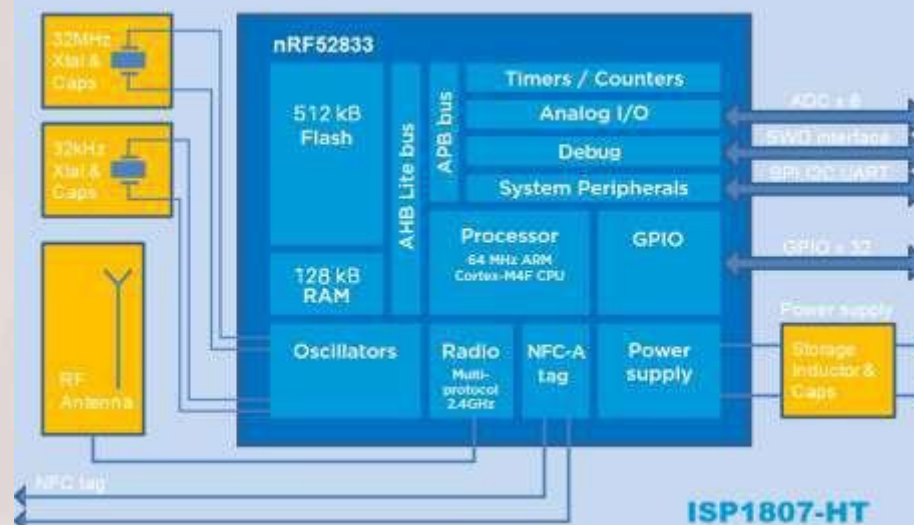 32MHz
Xtal &
Caps
32kHz
Xtal &
Caps
RF
Antenna
nRF52833
512 kB
Flash
128 kB
RAM
AHB Lite bus
APB bus
Timers / Counters
Analog I/O
Debug
System Peripherals
Processor
64 MHz ARM
Cortex-M4F CPU
GPIO
Oscillators
Radio
Multi-
protocol
2.4GHz
NFC-A
tag
Power
supply
ADC x 8
SWD interface
SPI I2C UART
GPIO x 32
Power supply
Storage
Inductor &
Caps
NFC tag
ISP1807-HT